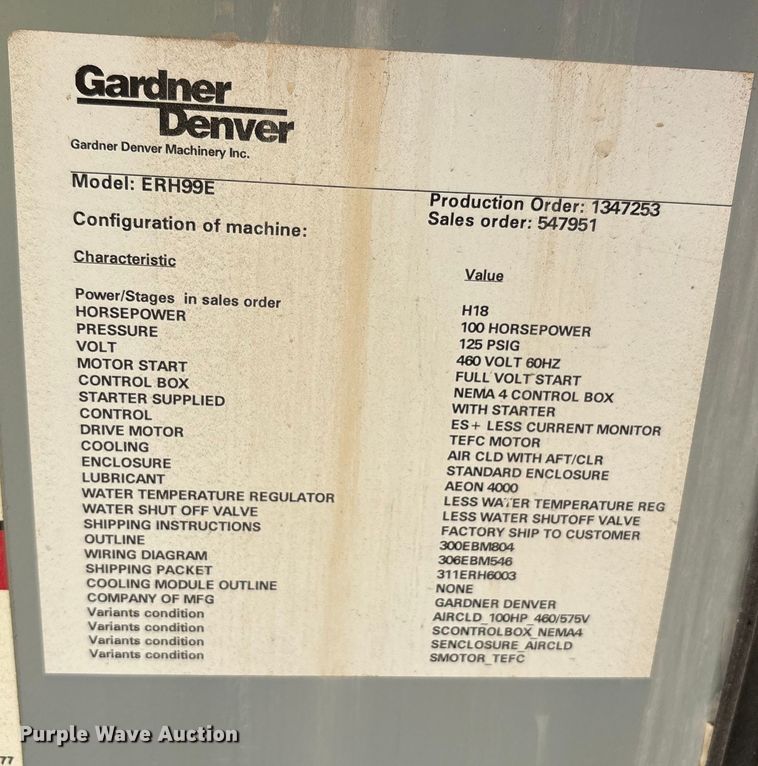 Gardner
Denver
Gardner Denver Machinery Inc.
Model: ERH99E
Production Order: 1347253
Sales order: 547951
Configuration of machine:
Characteristic Value
Power/Stages in sales order H18
HORSEPOWER 100 HORSEPOWER
PRESSURE 125 PSIG
VOLT 460 VOLT 60HZ
MOTOR START FULL VOLT START
CONTROL BOX NEMA 4 CONTROL BOX
STARTER SUPPLIED WITH STARTER
CONTROL ES+ LESS CURRENT MONITOR
DRIVE MOTOR TEFC MOTOR
COOLING AIR CLD WITH AFT/CLR
ENCLOSURE STANDARD ENCLOSURE
LUBRICANT AEON 4000
WATER TEMPERATURE REGULATOR LESS WATER TEMPERATURE REG
WATER SHUT OFF VALVE LESS WATER SHUTOFF VALVE
SHIPPING INSTRUCTIONS FACTORY SHIP TO CUSTOMER
OUTLINE 300EBM804
WIRING DIAGRAM 306EBM546
SHIPPING PACKET 311ERH6003
COOLING MODULE OUTLINE NONE
COMPANY OF MFG GARDNER DENVER
Variants condition AIRCLD_100HP_460/575V
Variants condition SCONTROLBOX_NEMA4
Variants condition SENCLOSURE_AIRCLD
Variants condition SMOTOR_TEFC
Purple Wave Auction
77